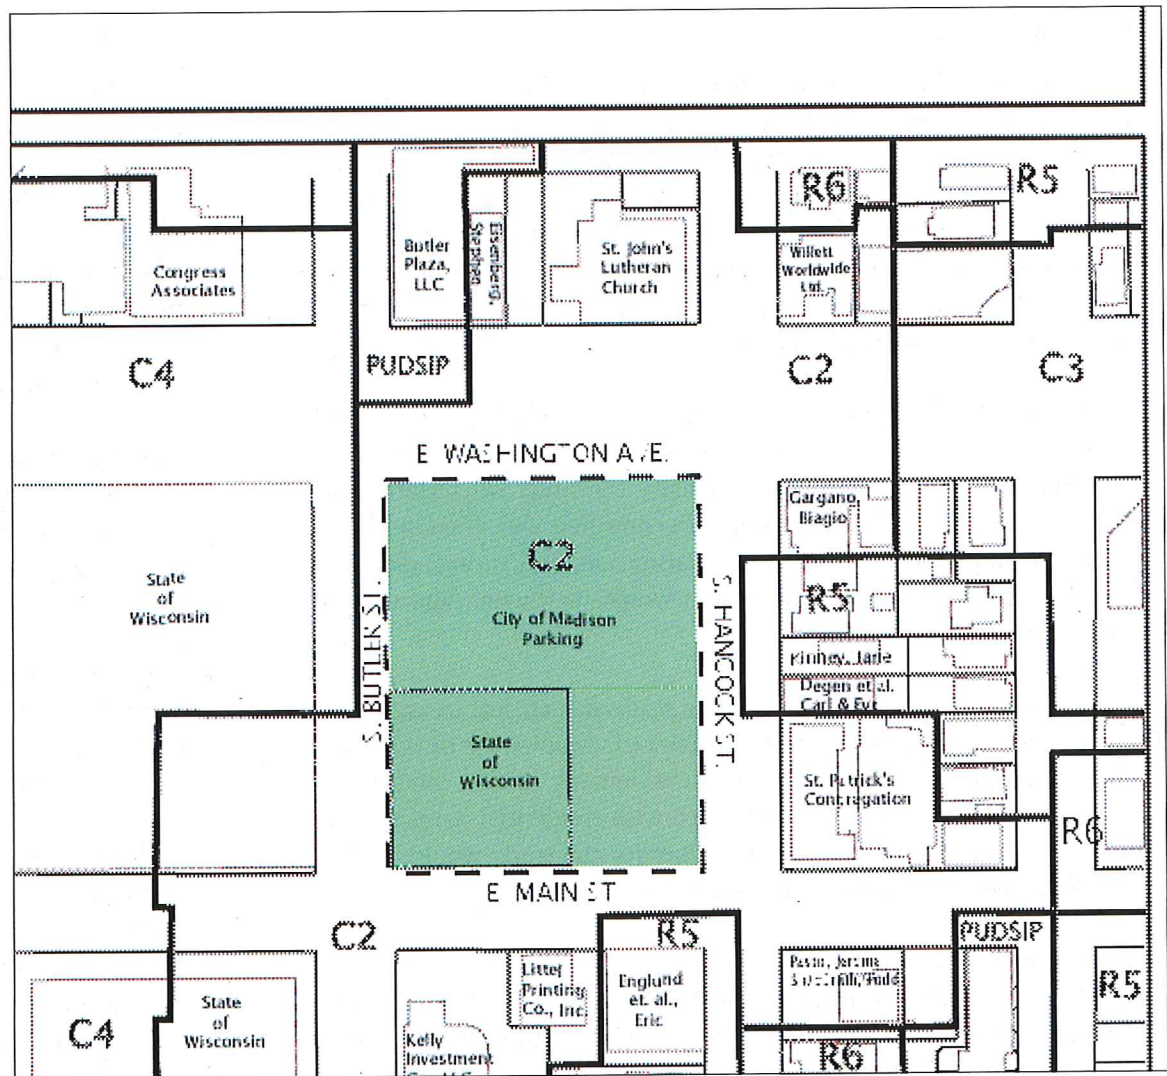 R6
R5
Butler
Plaza,
LLC
Eisenberg,
Stephen
St. John's
Lutheran
Church
Willett
Worldwide
Ltd.
Congress
Associates
C4
PUDSIP
C2
C3
E. WASHINGTON AVE.
Gargano,
Biagio
C2
State
of
Wisconsin
S. BUTLER ST.
City of Madison
Parking
S. HANCOCK ST.
R5
Kinney, Jane
Degen et al.
Carl &
State
of
Wisconsin
St. Patrick's
Congregation
R6
E. MAIN ST
C2
R5
PUDSIP
Litter
Printing
Co., Inc.
Englund
et. al.,
Eric
R5
State
of
Wisconsin
C4
Kelly
Investment
R6